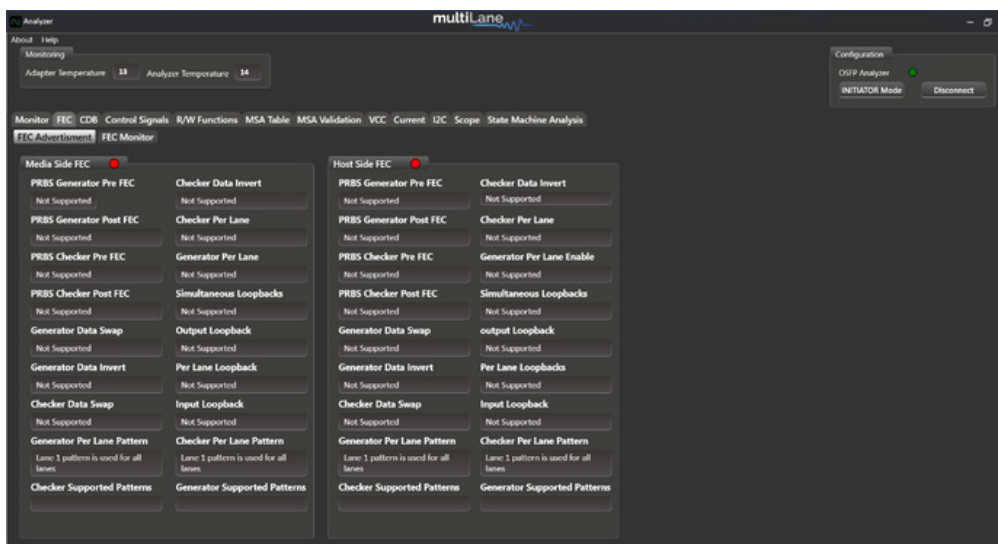 Analyzer
multiLane
About Help
Monitoring
Adapter Temperature 13 Analyzer Temperature 14
Configuration
OSFP Analyzer
INITIATOR Mode Disconnect
Monitor FEC CDB Control Signals R/W Functions MSA Table MSA Validation VCC Current I2C Scope State Machine Analysis
FEC Advertisment FEC Monitor
Media Side FEC
PRBS Generator Pre FEC Checker Data Invert
Not Supported Not Supported
PRBS Generator Post FEC Checker Per Lane
Not Supported Not Supported
PRBS Checker Pre FEC Generator Per Lane
Not Supported Not Supported
PRBS Checker Post FEC Simultaneous Loopbacks
Not Supported Not Supported
Generator Data Swap Output Loopback
Not Supported Not Supported
Generator Data Invert Per Lane Loopback
Not Supported Not Supported
Checker Data Swap Input Loopback
Not Supported Not Supported
Generator Per Lane Pattern Checker Per Lane Pattern
Lane 1 pattern is used for all lanes Lane 1 pattern is used for all lanes
Checker Supported Patterns Generator Supported Patterns
Host Side FEC
PRBS Generator Pre FEC Checker Data Invert
Not Supported Not Supported
PRBS Generator Post FEC Checker Per Lane
Not Supported Not Supported
PRBS Checker Pre FEC Generator Per Lane Enable
Not Supported Not Supported
PRBS Checker Post FEC Simultaneous Loopbacks
Not Supported Not Supported
Generator Data Swap output Loopback
Not Supported Not Supported
Generator Data Invert Per Lane Loopbacks
Not Supported Not Supported
Checker Data Swap Input Loopback
Not Supported Not Supported
Generator Per Lane Pattern Checker Per Lane Pattern
Lane 1 pattern is used for all lanes Lane 1 pattern is used for all lanes
Checker Supported Patterns Generator Supported Patterns